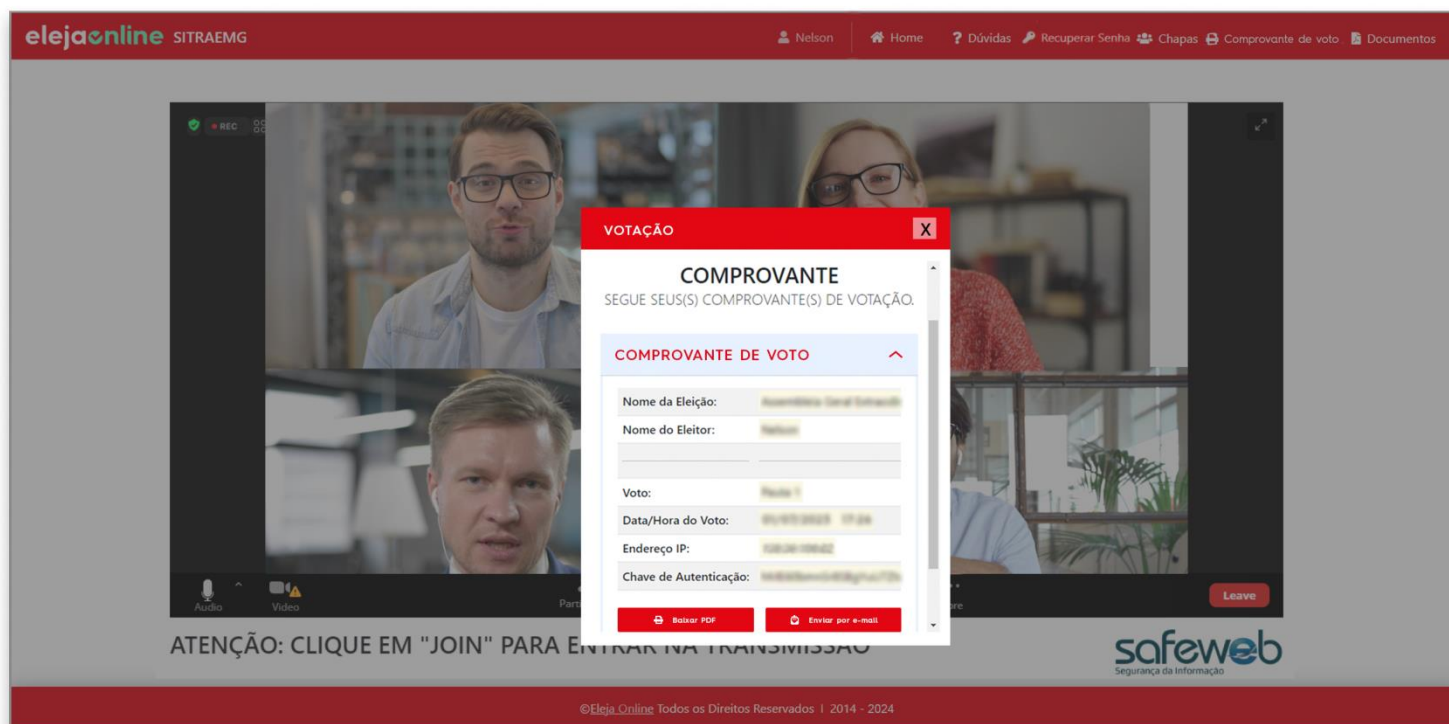 elejaonline SITRAEMG
Nelson
Home
? Dúvidas
Recuperar Senha
Chapas
Comprovante de voto
Documentos
REC
VOTAÇÃO
X
COMPROVANTE
SEGUE SEUS(S) COMPROVANTE(S) DE VOTAÇÃO.
COMPROVANTE DE VOTO
Nome da Eleição:
Nome do Eleitor:
Voto:
Data/Hora do Voto:
Endereço IP:
Chave de Autenticação:
Baixar PDF
Enviar por e-mail
Audio
Video
Leave
ATENÇÃO: CLIQUE EM "JOIN" PARA ENTRAR NA TRANSMISSÃO
safeweb
Segurança da Informação
©Eleja Online Todos os Direitos Reservados | 2014 - 2024